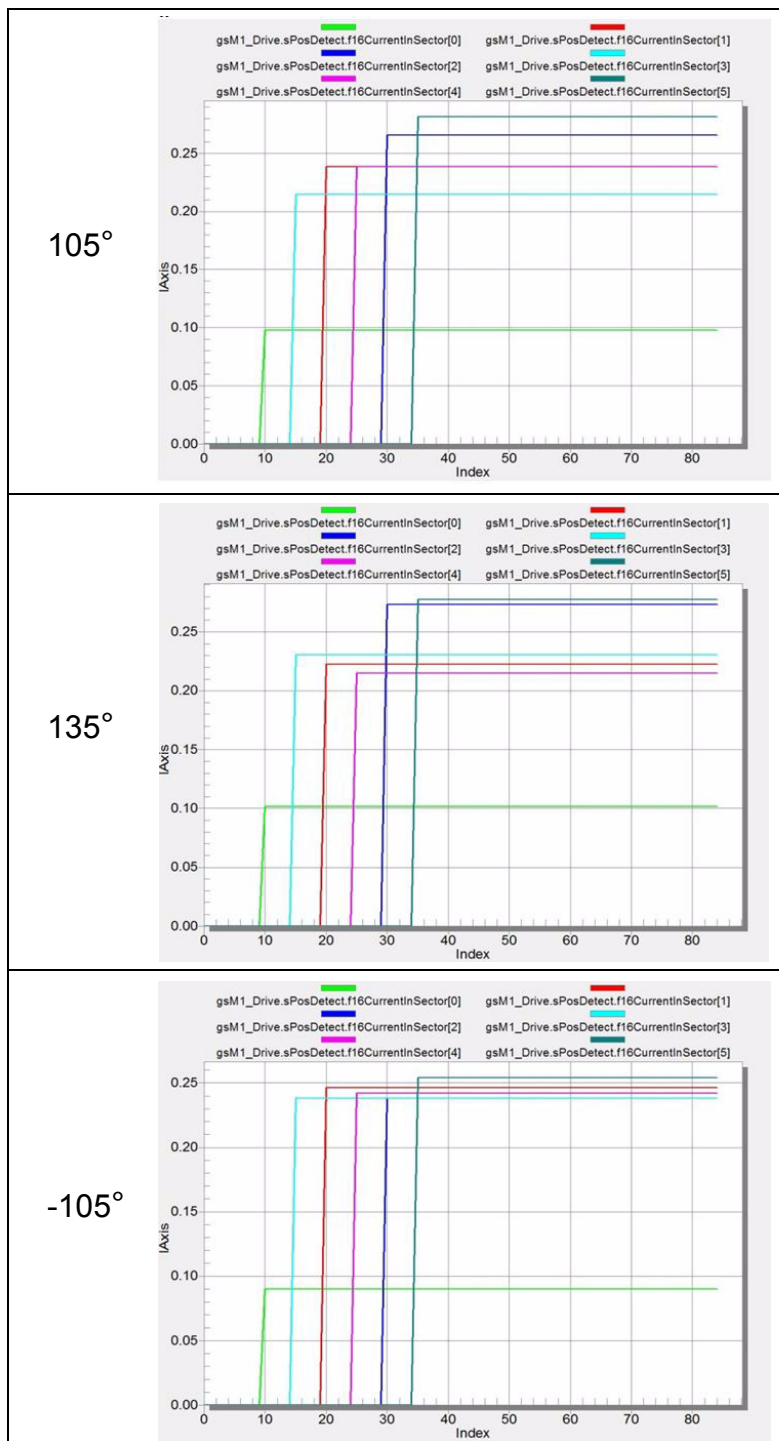 gsM1_Drive.sPosDetect.f16CurrentInSector[0] gsM1_Drive.sPosDetect.f16CurrentInSector[1]
gsM1_Drive.sPosDetect.f16CurrentInSector[2] gsM1_Drive.sPosDetect.f16CurrentInSector[3]
gsM1_Drive.sPosDetect.f16CurrentInSector[4] gsM1_Drive.sPosDetect.f16CurrentInSector[5]
105°
IAxis
0.25
0.20
0.15
0.10
0.05
0.00
0 10 20 30 40 50 60 70 80
Index
gsM1_Drive.sPosDetect.f16CurrentInSector[0] gsM1_Drive.sPosDetect.f16CurrentInSector[1]
gsM1_Drive.sPosDetect.f16CurrentInSector[2] gsM1_Drive.sPosDetect.f16CurrentInSector[3]
gsM1_Drive.sPosDetect.f16CurrentInSector[4] gsM1_Drive.sPosDetect.f16CurrentInSector[5]
135°
IAxis
0.25
0.20
0.15
0.10
0.05
0.00
0 10 20 30 40 50 60 70 80
Index
gsM1_Drive.sPosDetect.f16CurrentInSector[0] gsM1_Drive.sPosDetect.f16CurrentInSector[1]
gsM1_Drive.sPosDetect.f16CurrentInSector[2] gsM1_Drive.sPosDetect.f16CurrentInSector[3]
gsM1_Drive.sPosDetect.f16CurrentInSector[4] gsM1_Drive.sPosDetect.f16CurrentInSector[5]
-105°
IAxis
0.25
0.20
0.15
0.10
0.05
0.00
0 10 20 30 40 50 60 70 80
Index